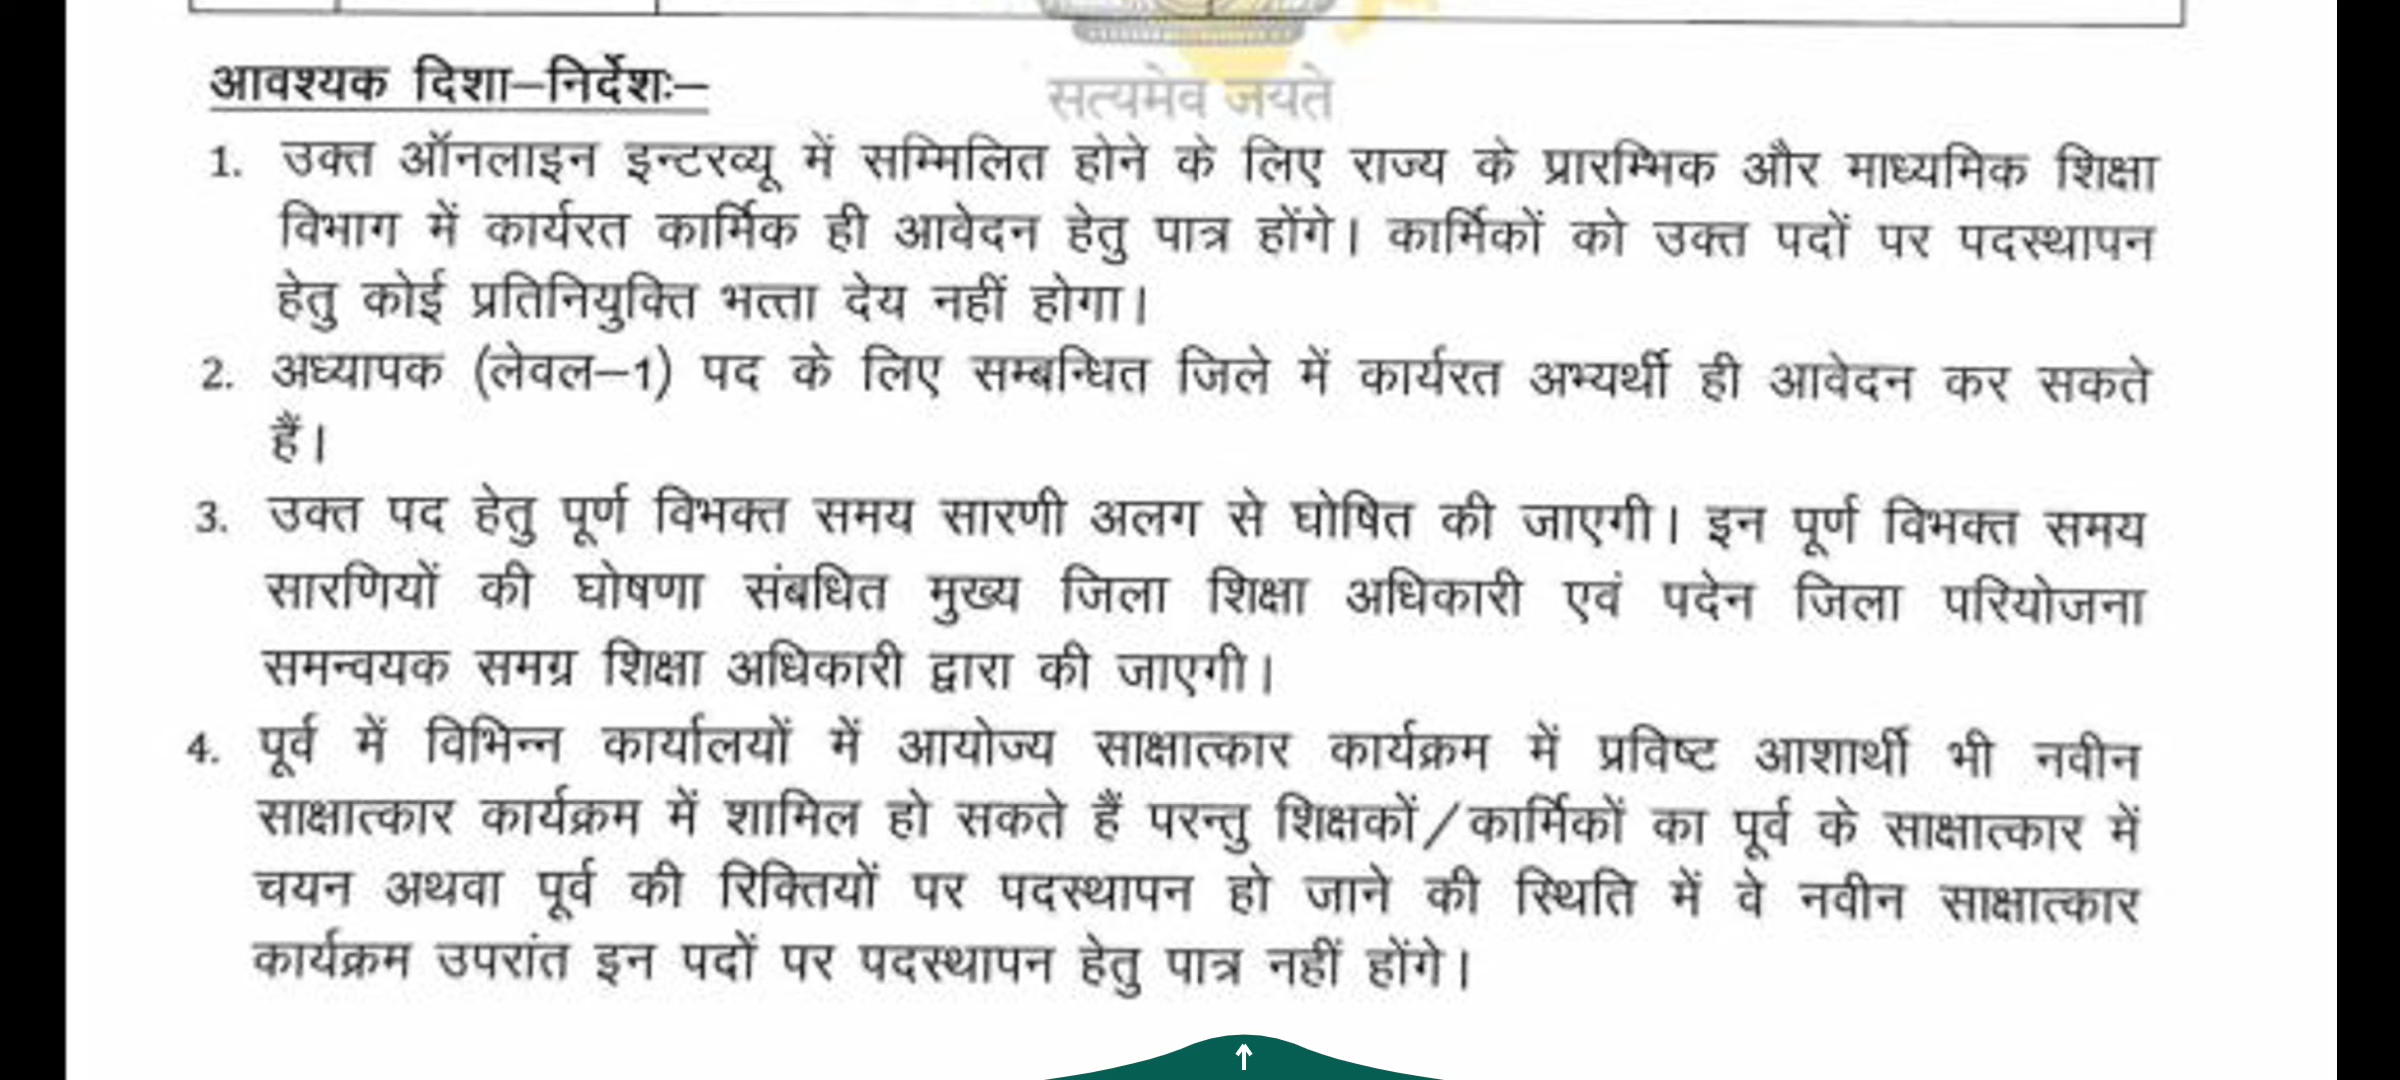 सत्यमेव जयते
आवश्यक दिशा–निर्देशः–
1. उक्त ऑनलाइन इन्टरव्यू में सम्मिलित होने के लिए राज्य के प्रारम्भिक और माध्यमिक शिक्षा
विभाग में कार्यरत कार्मिक ही आवेदन हेतु पात्र होंगे। कार्मिकों को उक्त पदों पर पदस्थापन
हेतु कोई प्रतिनियुक्ति भत्ता देय नहीं होगा।
2. अध्यापक (लेवल–1) पद के लिए सम्बन्धित जिले में कार्यरत अभ्यर्थी ही आवेदन कर सकते
हैं।
3. उक्त पद हेतु पूर्ण विभक्त समय सारणी अलग से घोषित की जाएगी। इन पूर्ण विभक्त समय
सारणियों की घोषणा संबधित मुख्य जिला शिक्षा अधिकारी एवं पदेन जिला परियोजना
समन्वयक समग्र शिक्षा अधिकारी द्वारा की जाएगी।
4. पूर्व में विभिन्न कार्यालयों में आयोज्य साक्षात्कार कार्यक्रम में प्रविष्ट आशार्थी भी नवीन
साक्षात्कार कार्यक्रम में शामिल हो सकते हैं परन्तु शिक्षकों/कार्मिकों का पूर्व के साक्षात्कार में
चयन अथवा पूर्व की रिक्तियों पर पदस्थापन हो जाने की स्थिति में वे नवीन साक्षात्कार
कार्यक्रम उपरांत इन पदों पर पदस्थापन हेतु पात्र नहीं होंगे।